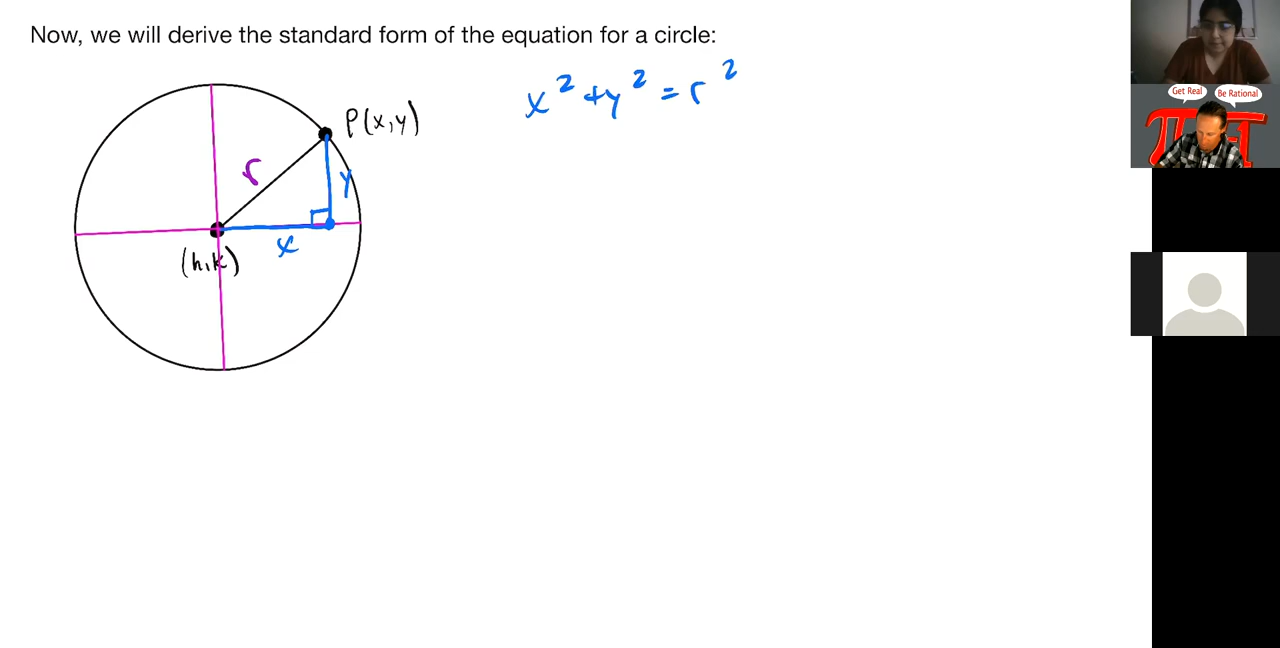 Now, we will derive the standard form of the equation for a circle:
x² + y² = r²
P(x,y)
r
y
x
(h,k)
Get Real
Be Rational